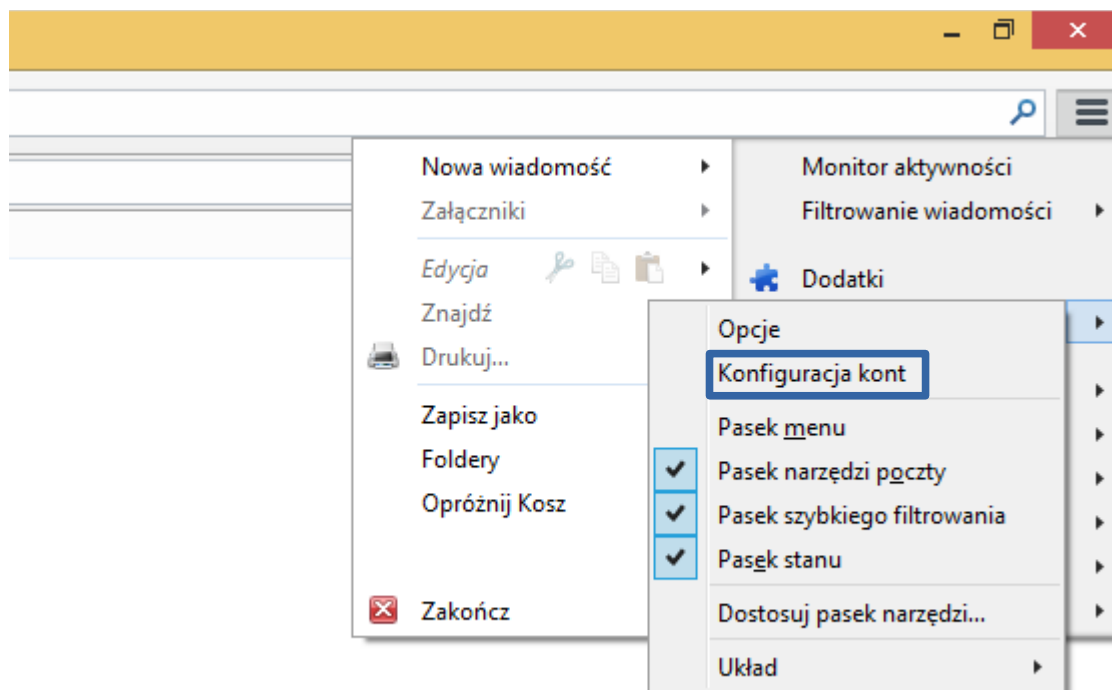 Nowa wiadomość
Załączniki
Edycja
Znajdź
Drukuj...
Zapisz jako
Foldery
Opróżnij Kosz
Zakończ
Monitor aktywności
Filtrowanie wiadomości
Dodatki
Opcje
Konfiguracja kont
Pasek menu
Pasek narzędzi poczty
Pasek szybkiego filtrowania
Pasek stanu
Dostosuj pasek narzędzi...
Układ